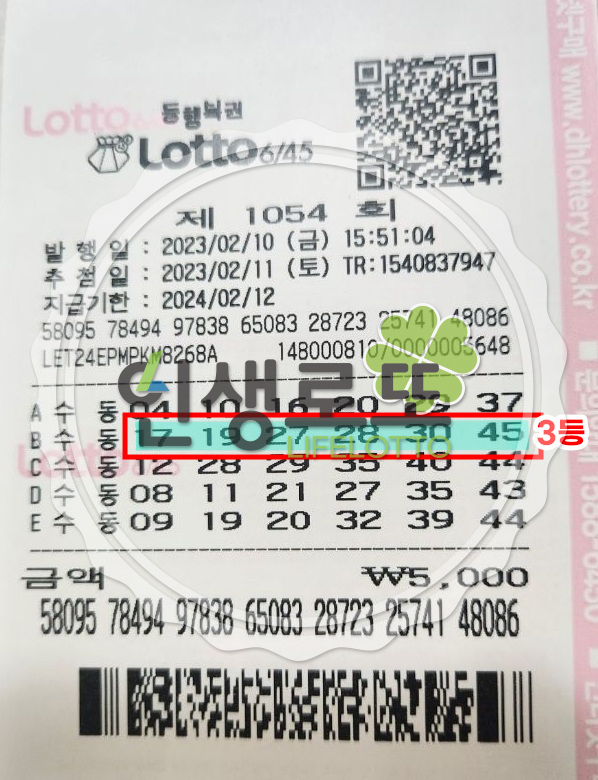 Lotto
동행복권
Lotto 6/45
제 1054 회
발 행 일 : 2023/02/10 (금) 15:51:04
추 첨 일 : 2023/02/11 (토) TR:1540837947
지급기한 : 2024/02/12
58095 78494 97838 65083 28723 25741 48086
LET24EPMPKM8268A 148000810/0000005648
인생로또
LIFELOTTO
A 수 동 04 10 16 20 29 37
B 수 동 17 19 27 28 30 45 3등
C 수 동 12 28 29 35 40 44
D 수 동 08 11 21 27 35 43
E 수 동 09 19 20 32 39 44
금액 ₩5,000
58095 78494 97838 65083 28723 25741 48086
www.dhlottery.co.kr